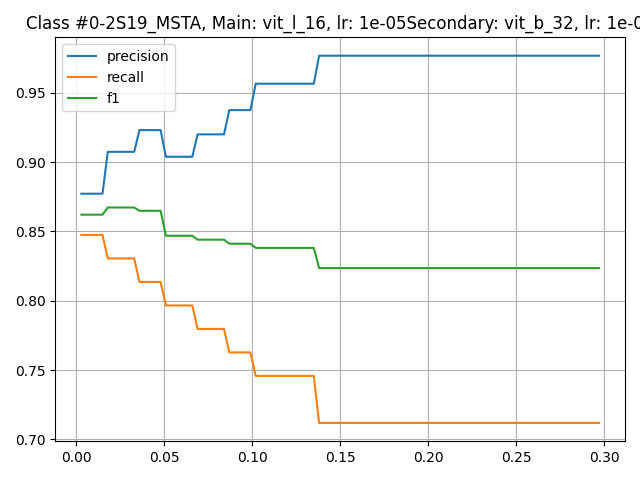 Class #0-2S19_MSTA, Main: vit_l_16, lr: 1e-05Secondary: vit_b_32, lr: 1e-0
precision
recall
f1
0.95
0.90
0.85
0.80
0.75
0.70
0.00 0.05 0.10 0.15 0.20 0.25 0.30